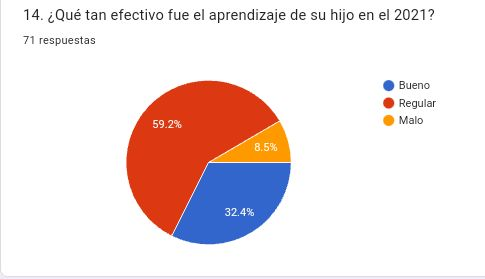 14. ¿Qué tan efectivo fue el aprendizaje de su hijo en el 2021?
71 respuestas
Bueno
Regular
Malo
59.2%
8.5%
32.4%